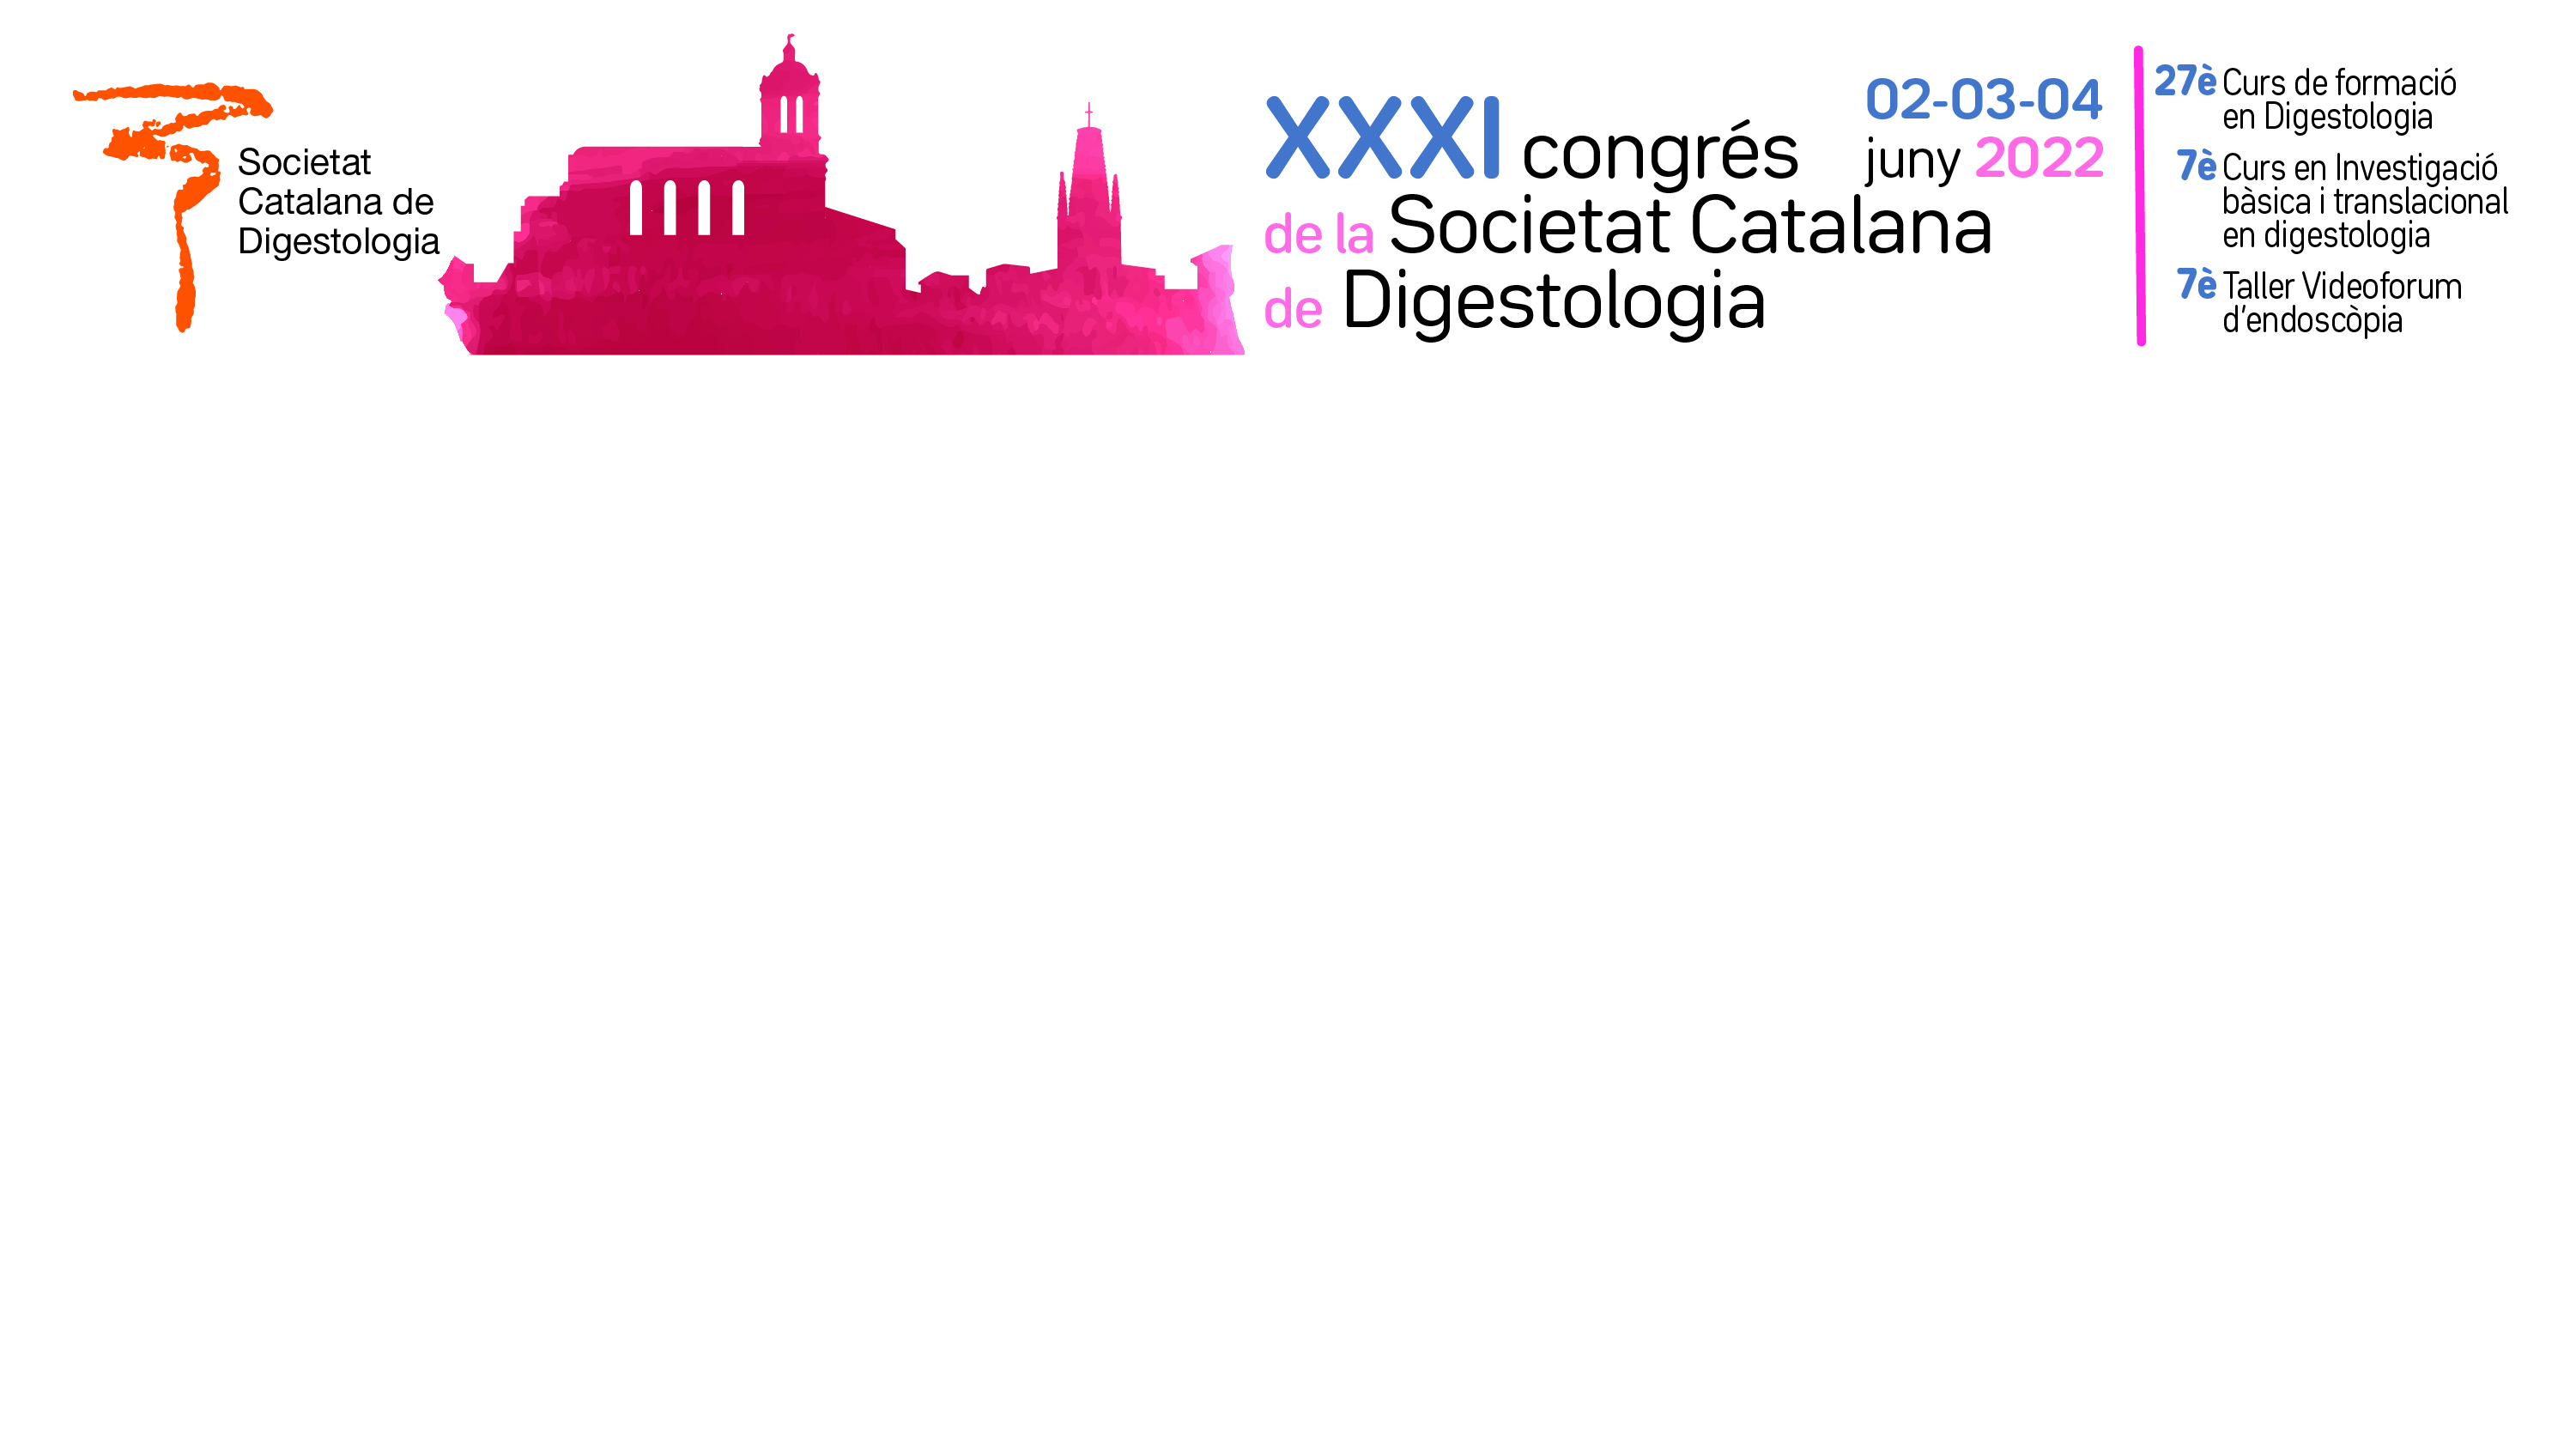 Societat
Catalana de
Digestologia
XXXI congrés
de la Societat Catalana
de Digestologia
02-03-04
juny 2022
27è Curs de formació
en Digestologia
7è Curs en Investigació
bàsica i translacional
en digestologia
7è Taller Videoforum
d'endoscòpia